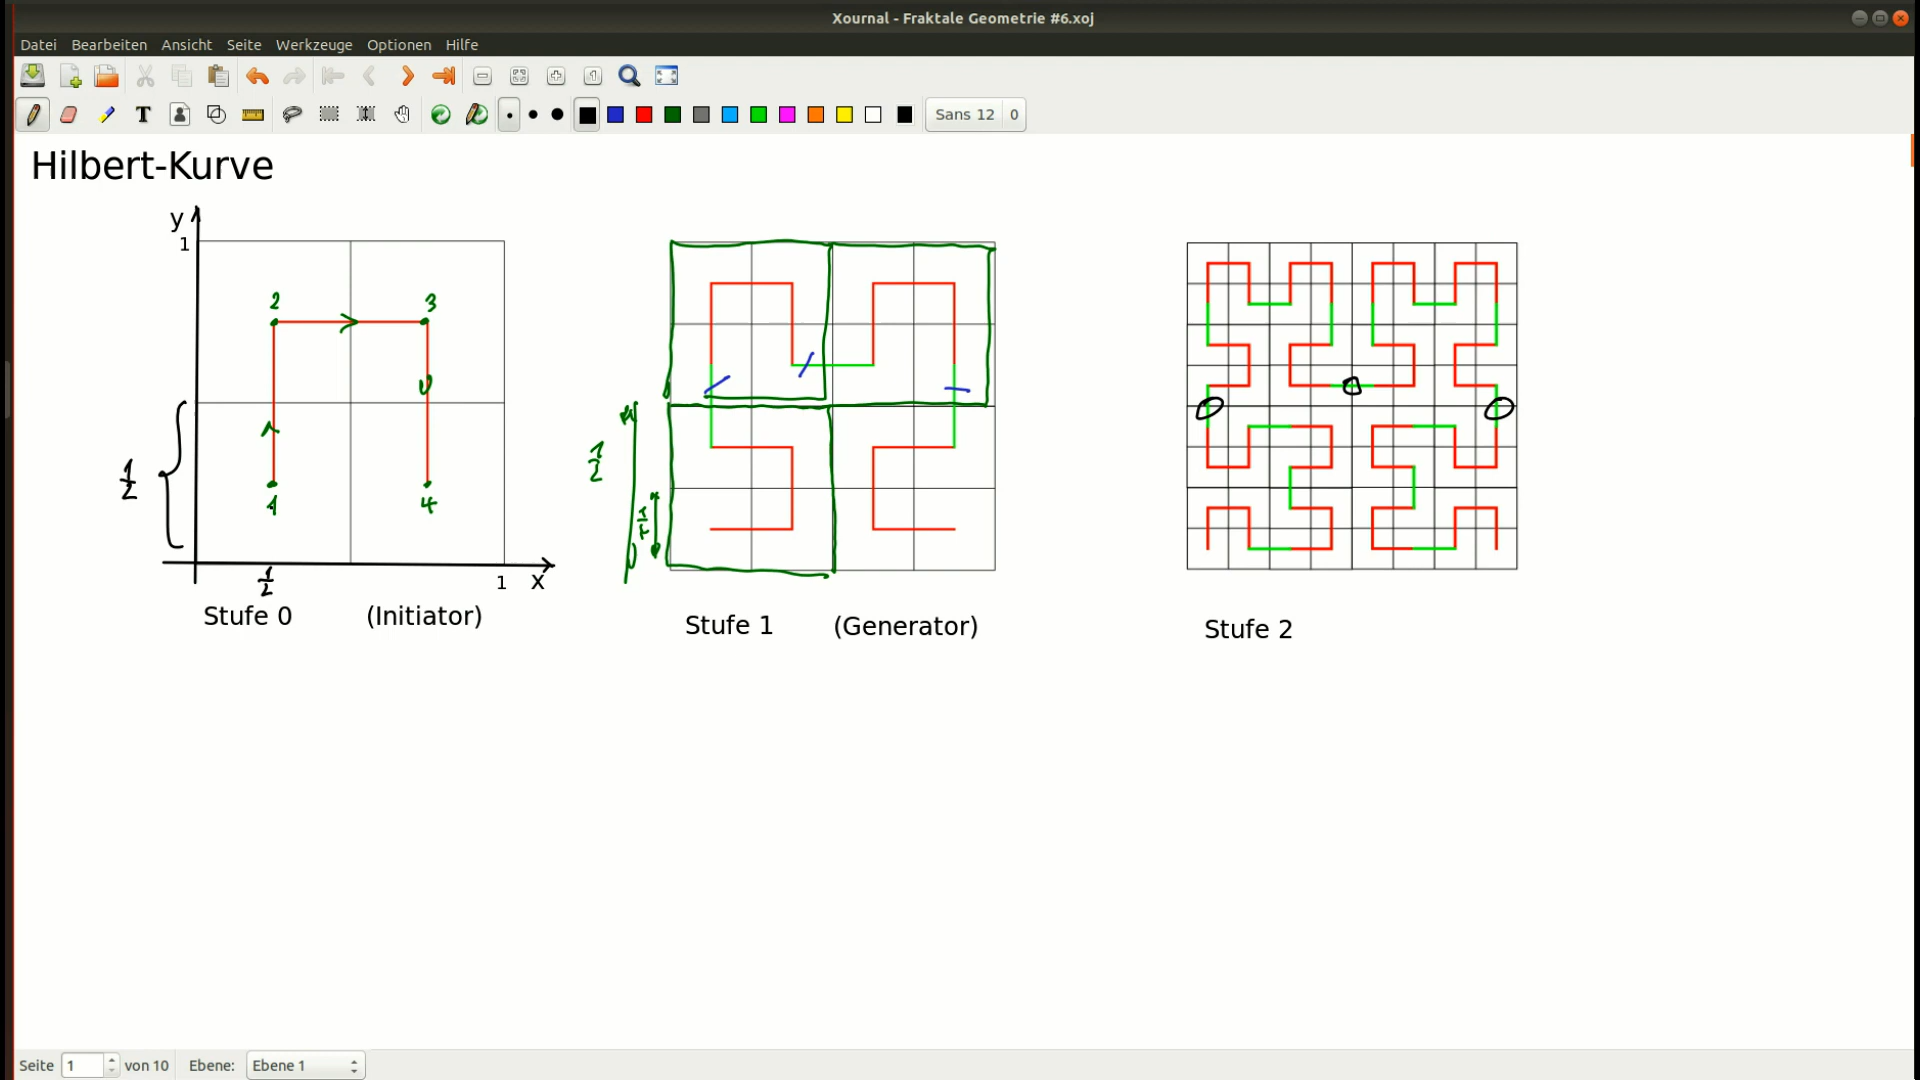 Xournal - Fraktale Geometrie #6.xoj
Datei Bearbeiten Ansicht Seite Werkzeuge Optionen Hilfe
Sans 12 0
Hilbert-Kurve
y
1
2 3
1 4
1/2
1/2
1 x
Stufe 0 (Initiator)
1/2
Stufe 1 (Generator)
Stufe 2
Seite 1 von 10 Ebene: Ebene 1